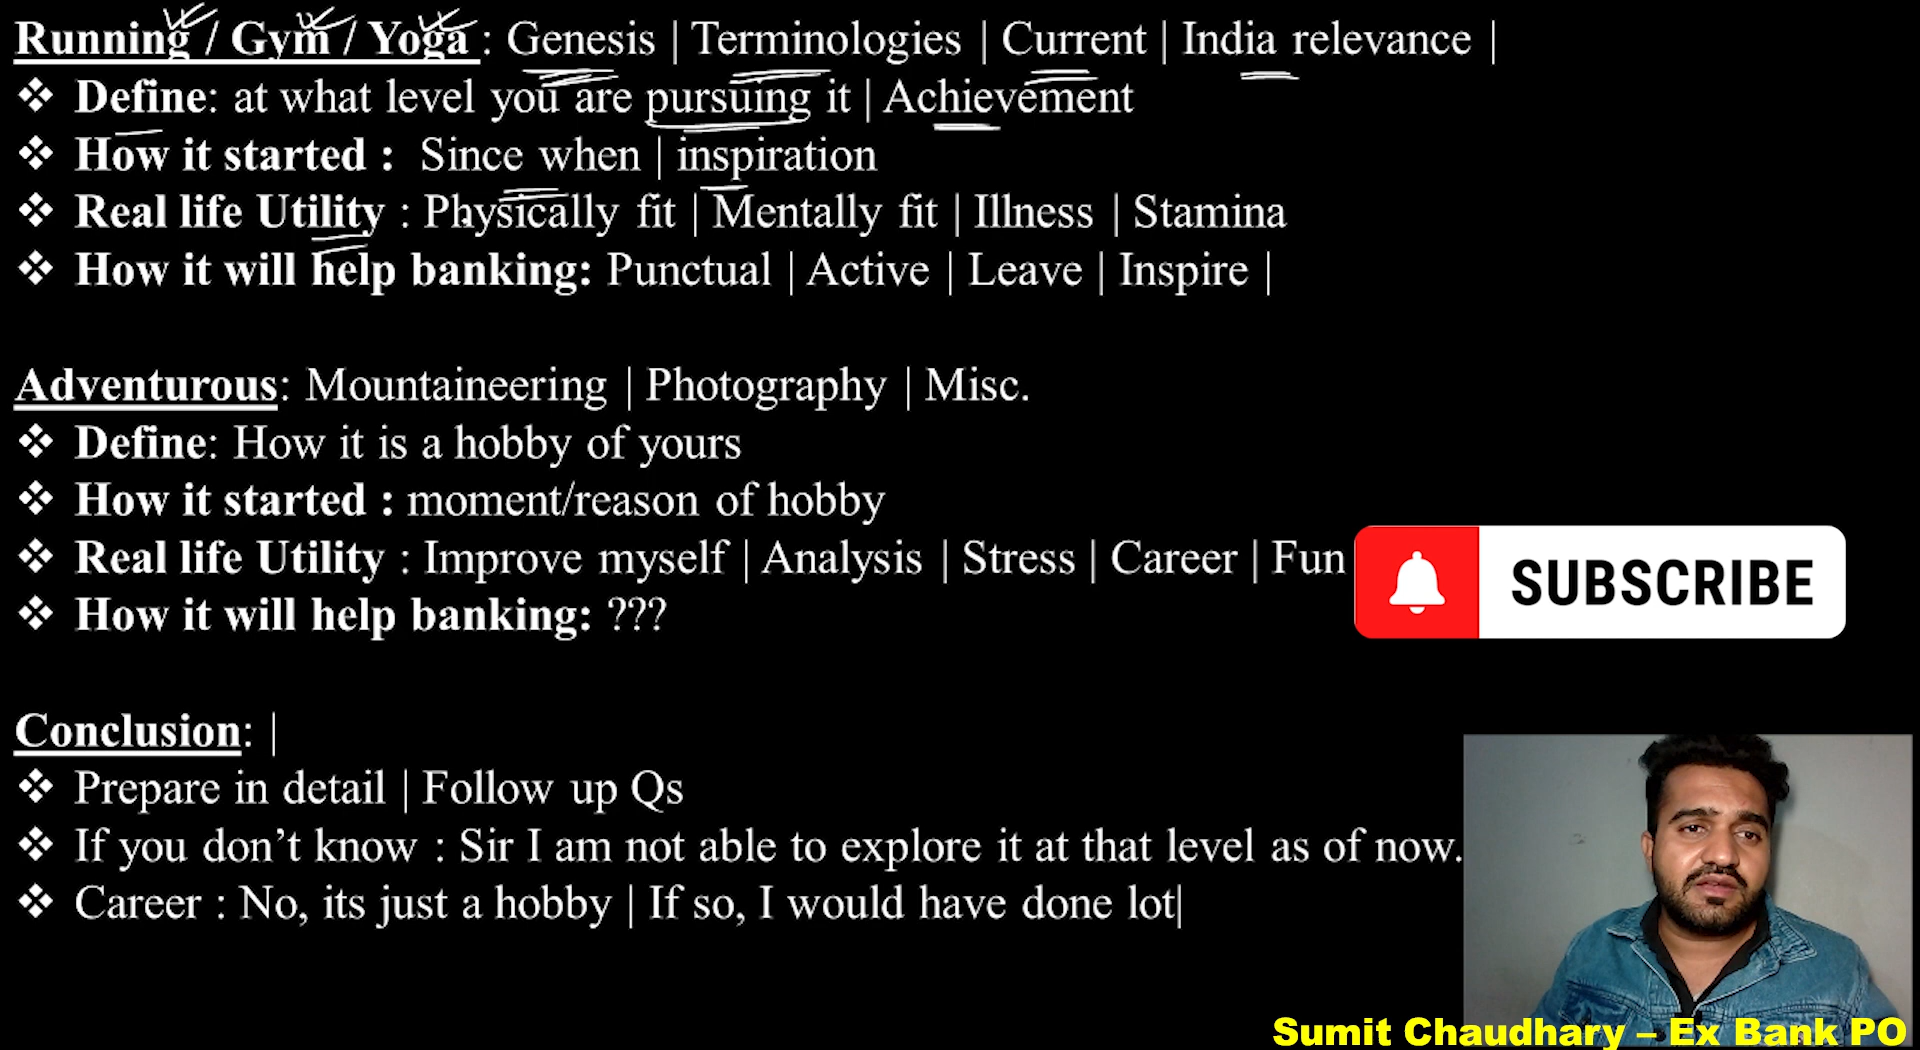 Running / Gym / Yoga : Genesis | Terminologies | Current | India relevance |
❖ Define: at what level you are pursuing it | Achievement
❖ How it started : Since when | inspiration
❖ Real life Utility : Physically fit | Mentally fit | Illness | Stamina
❖ How it will help banking: Punctual | Active | Leave | Inspire |
Adventurous: Mountaineering | Photography | Misc.
❖ Define: How it is a hobby of yours
❖ How it started : moment/reason of hobby
❖ Real life Utility : Improve myself | Analysis | Stress | Career | Fun
❖ How it will help banking: ???
SUBSCRIBE
Conclusion: |
❖ Prepare in detail | Follow up Qs
❖ If you don’t know : Sir I am not able to explore it at that level as of now.
❖ Career : No, its just a hobby | If so, I would have done lot|
Sumit Chaudhary – Ex Bank PO